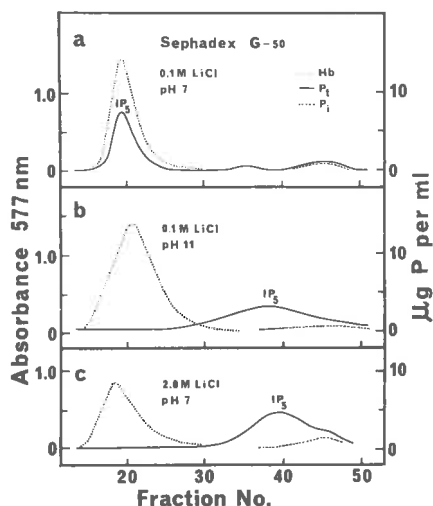 a
Sephadex G-50
0.1M LiCl
pH 7
Hb
Pt
Pi
IP5
1.0
0
10
0
b
0.1M LiCl
pH 11
IP5
1.0
0
10
0
c
2.0M LiCl
pH 7
IP5
1.0
0
10
0
20
30
40
50
Fraction No.
Absorbance 577nm
µg P per ml